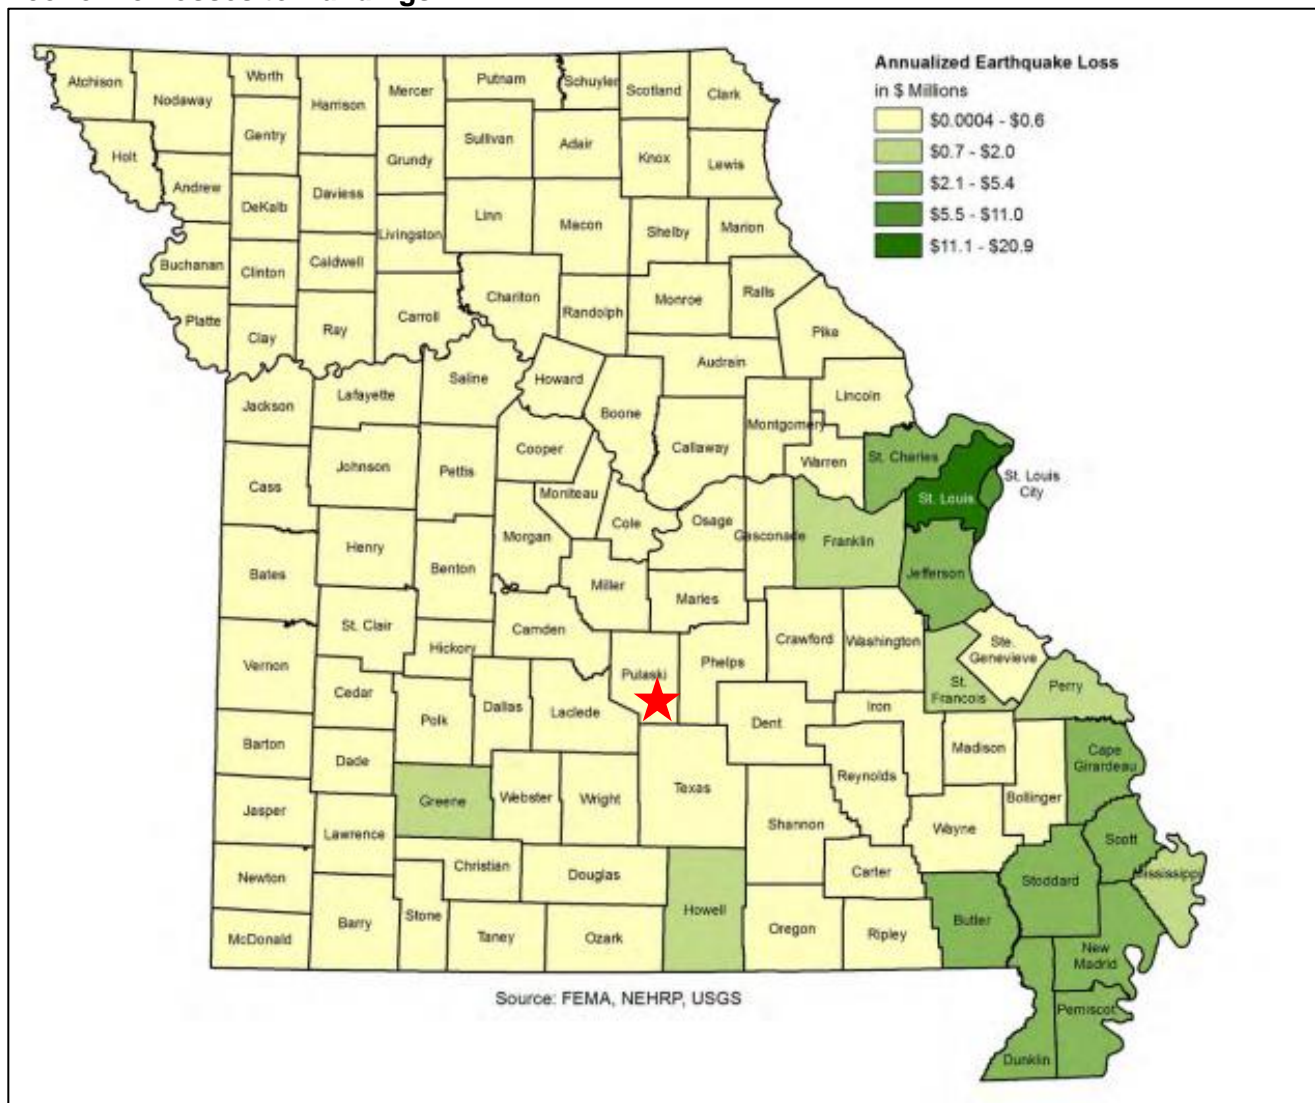 Annualized Earthquake Loss
in $ Millions
$0.0004 - $0.6
$0.7 - $2.0
$2.1 - $5.4
$5.5 - $11.0
$11.1 - $20.9
Atchison
Nodaway
Worth
Harrison
Mercer
Putnam
Schuyler
Scotland
Clark
Gentry
Sullivan
Adair
Knox
Lewis
Holt
Andrew
DeKalb
Daviess
Grundy
Livingston
Linn
Macon
Shelby
Marion
Buchanan
Clinton
Caldwell
Chariton
Randolph
Monroe
Ralls
Platte
Clay
Ray
Carroll
Pike
Audrain
Jackson
Lafayette
Saline
Howard
Boone
Lincoln
Callaway
Montgomery
Warren
St. Charles
St. Louis
St. Louis
City
Cass
Johnson
Pettis
Cooper
Moniteau
Cole
Osage
Gasconade
Franklin
Jefferson
Bates
Henry
Benton
Morgan
Miller
Maries
St. Clair
Hickory
Camden
Pulaski
Phelps
Crawford
Washington
Ste.
Genevieve
St.
Francois
Perry
Vernon
Cedar
Polk
Dallas
Laclede
Dent
Iron
Madison
Cape
Girardeau
Barton
Dade
Greene
Webster
Wright
Texas
Reynolds
Bollinger
Jasper
Lawrence
Shannon
Wayne
Scott
Mississippi
Newton
Christian
Douglas
Howell
Carter
Stoddard
Butler
McDonald
Barry
Stone
Taney
Ozark
Oregon
Ripley
New
Madrid
Pemiscot
Dunklin
Source: FEMA, NEHRP, USGS